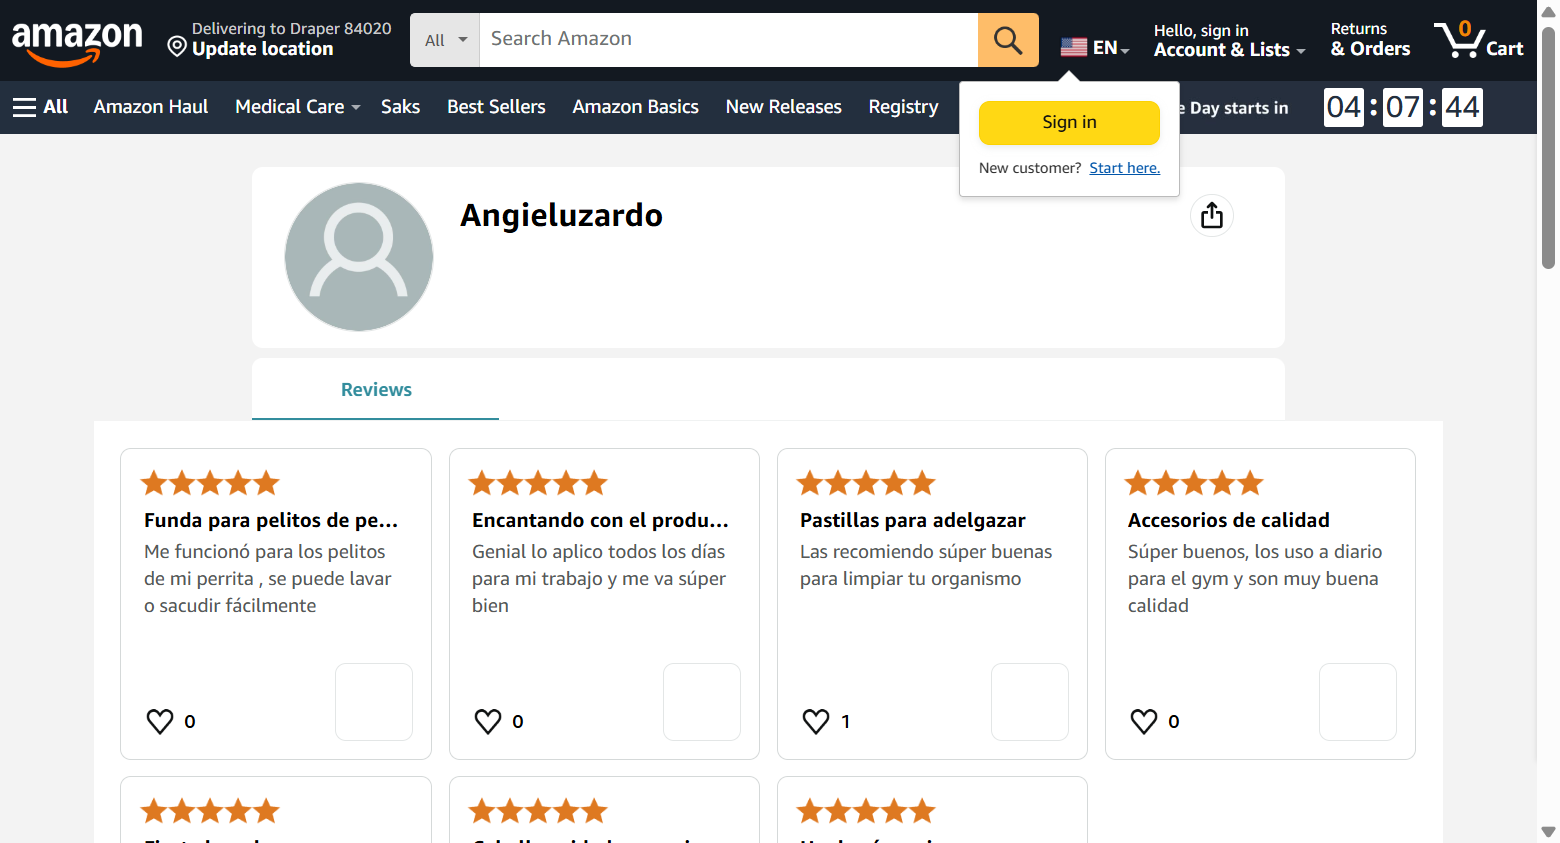 amazon
Delivering to Draper 84020
Update location
All
Search Amazon
EN
Hello, sign in
Account & Lists
Returns
& Orders
0
Cart
All
Amazon Haul
Medical Care
Saks
Best Sellers
Amazon Basics
New Releases
Registry
Day starts in
04 : 07 : 44
Sign in
New customer? Start here.
Angieluzardo
Reviews
Funda para pelitos de pe...
Me funcionó para los pelitos
de mi perrita , se puede lavar
o sacudir fácilmente
0
Encantando con el produ...
Genial lo aplico todos los días
para mi trabajo y me va súper
bien
0
Pastillas para adelgazar
Las recomiendo súper buenas
para limpiar tu organismo
1
Accesorios de calidad
Súper buenos, los uso a diario
para el gym y son muy buena
calidad
0